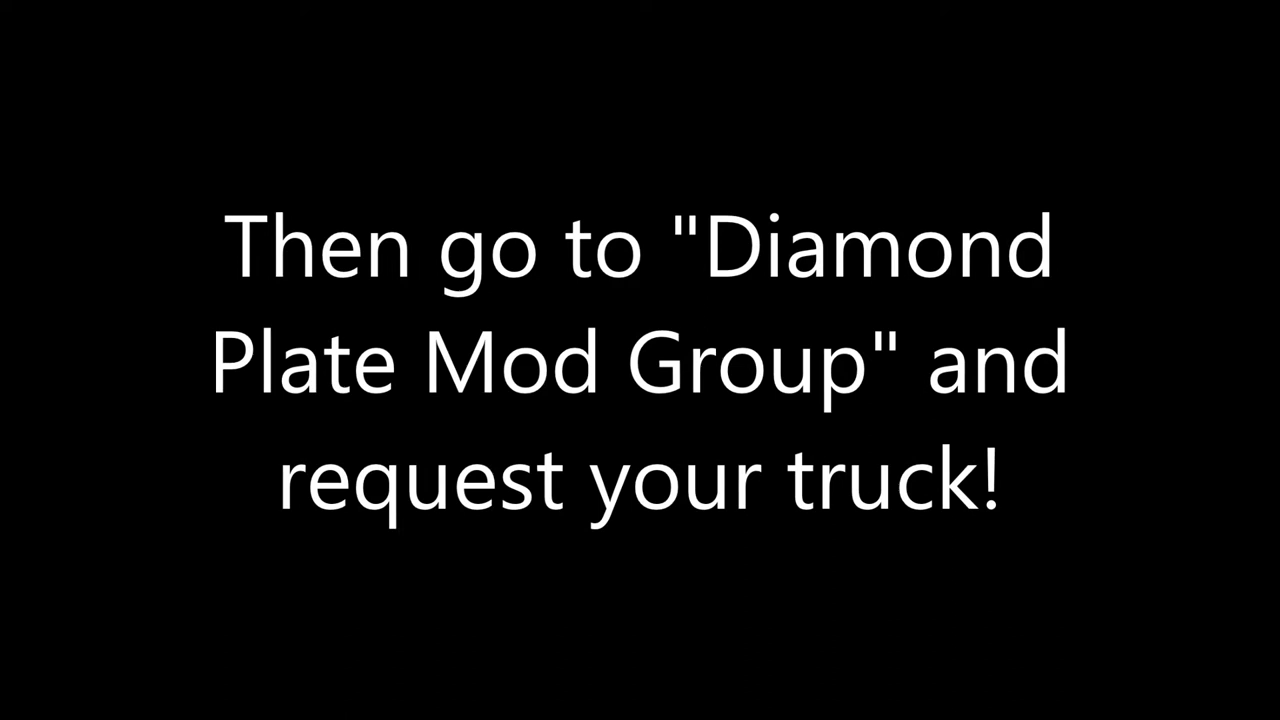 Then go to "Diamond
Plate Mod Group" and
request your truck!